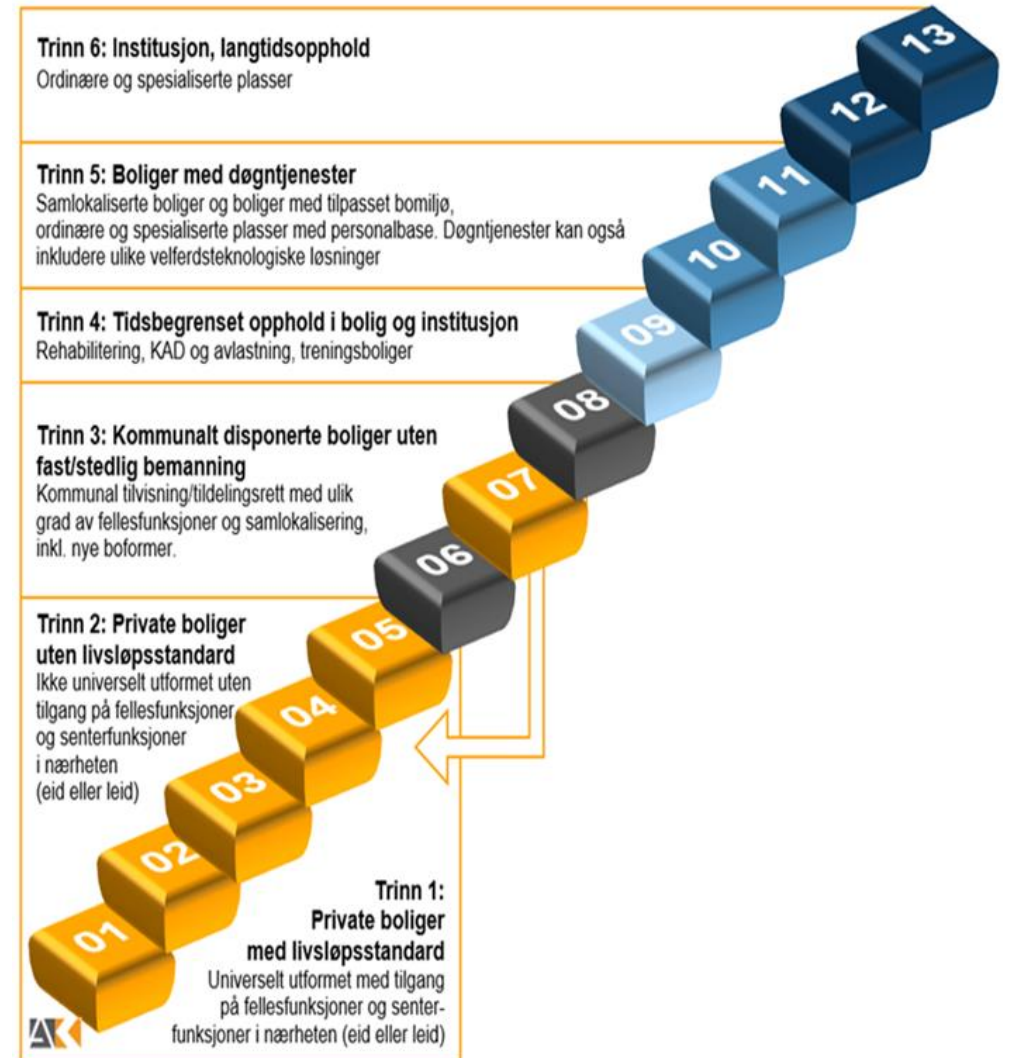 Trinn 6: Institusjon, langtidsopphold
Ordinære og spesialiserte plasser
Trinn 5: Boliger med døgntjenester
Samlokaliserte boliger og boliger med tilpasset bomiljø,
ordinære og spesialiserte plasser med personalbase. Døgntjenester kan også
inkludere ulike velferdsteknologiske løsninger
Trinn 4: Tidsbegrenset opphold i bolig og institusjon
Rehabilitering, KAD og avlastning, treningsboliger
Trinn 3: Kommunalt disponerte boliger uten
fast/stedlig bemanning
Kommunal tilvisning/tildelingsrett med ulik
grad av fellesfunksjoner og samlokalisering,
inkl. nye boformer.
Trinn 2: Private boliger
uten livsløpsstandard
Ikke universelt utformet uten
tilgang på fellesfunksjoner
og senterfunksjoner
i nærheten
(eid eller leid)
Trinn 1:
Private boliger
med livsløpsstandard
Universelt utformet med tilgang
på fellesfunksjoner og senter-
funksjoner i nærheten (eid eller leid)
13
12
11
10
09
08
07
06
05
04
03
02
01
AK